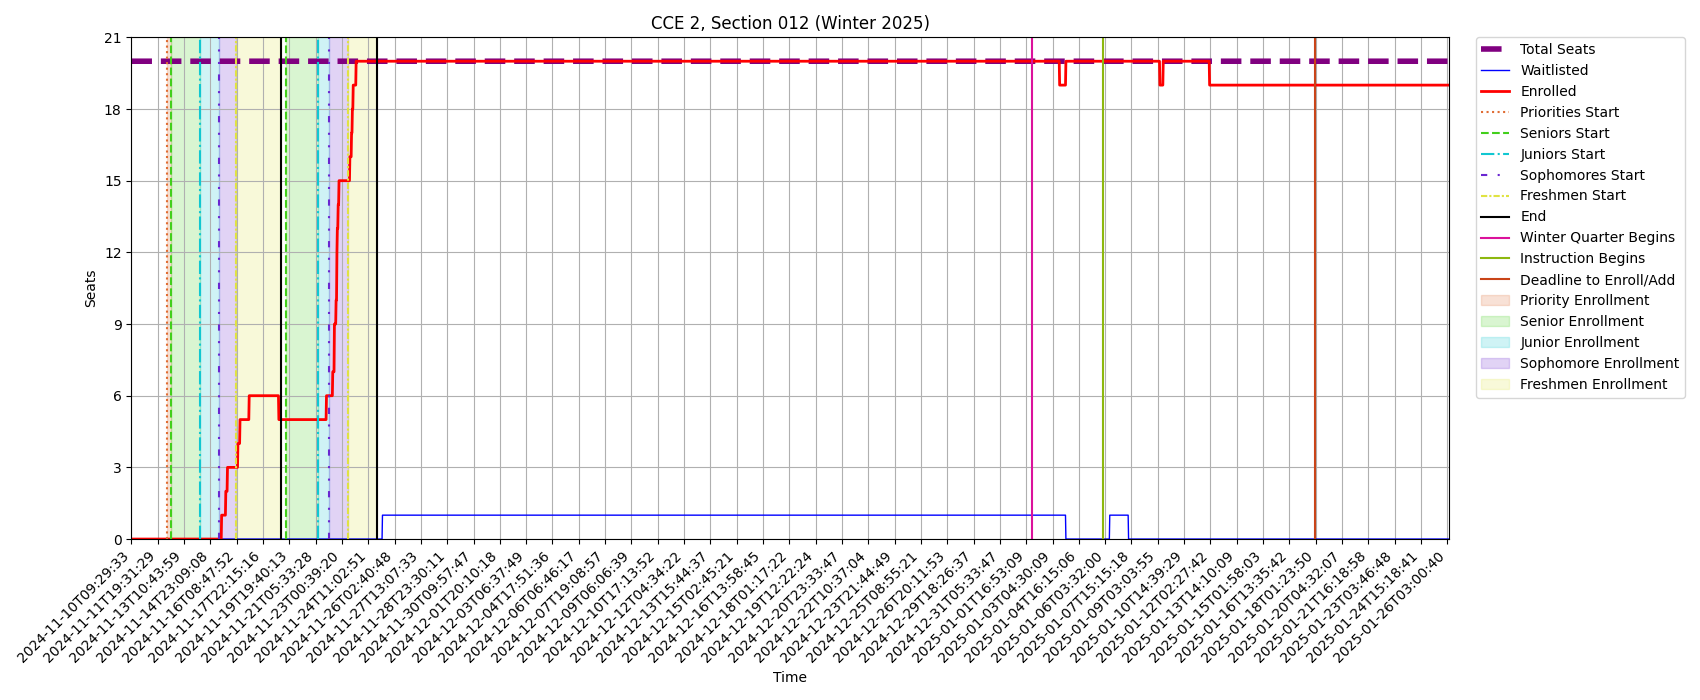 CCE 2, Section 012 (Winter 2025)
21
18
15
12
9
6
3
0
Seats
2024-11-10T09:29:33
2024-11-11T19:31:29
2024-11-13T10:43:59
2024-11-14T23:09:08
2024-11-16T08:47:52
2024-11-17T22:15:16
2024-11-19T19:40:13
2024-11-21T05:33:28
2024-11-23T00:39:20
2024-11-24T11:02:51
2024-11-26T02:40:48
2024-11-27T13:07:33
2024-11-28T23:30:11
2024-11-30T09:57:47
2024-12-01T20:10:18
2024-12-03T06:37:49
2024-12-04T17:51:36
2024-12-06T06:46:17
2024-12-07T19:08:57
2024-12-09T06:06:39
2024-12-10T17:13:52
2024-12-12T04:34:22
2024-12-13T15:44:37
2024-12-15T02:45:21
2024-12-16T13:58:45
2024-12-18T01:17:22
2024-12-19T12:22:24
2024-12-20T23:33:47
2024-12-22T10:37:04
2024-12-23T21:44:49
2024-12-25T08:55:21
2024-12-26T20:11:53
2024-12-29T18:26:37
2024-12-31T05:33:47
2025-01-01T16:53:09
2025-01-03T04:30:09
2025-01-04T16:15:06
2025-01-06T03:32:00
2025-01-07T15:15:18
2025-01-09T03:03:55
2025-01-10T14:39:29
2025-01-12T02:27:42
2025-01-13T14:10:09
2025-01-15T01:58:03
2025-01-16T13:35:42
2025-01-18T01:23:50
2025-01-20T04:32:07
2025-01-21T16:18:58
2025-01-23T03:46:48
2025-01-24T15:18:41
2025-01-26T03:00:40
Time
Total Seats
Waitlisted
Enrolled
Priorities Start
Seniors Start
Juniors Start
Sophomores Start
Freshmen Start
End
Winter Quarter Begins
Instruction Begins
Deadline to Enroll/Add
Priority Enrollment
Senior Enrollment
Junior Enrollment
Sophomore Enrollment
Freshmen Enrollment